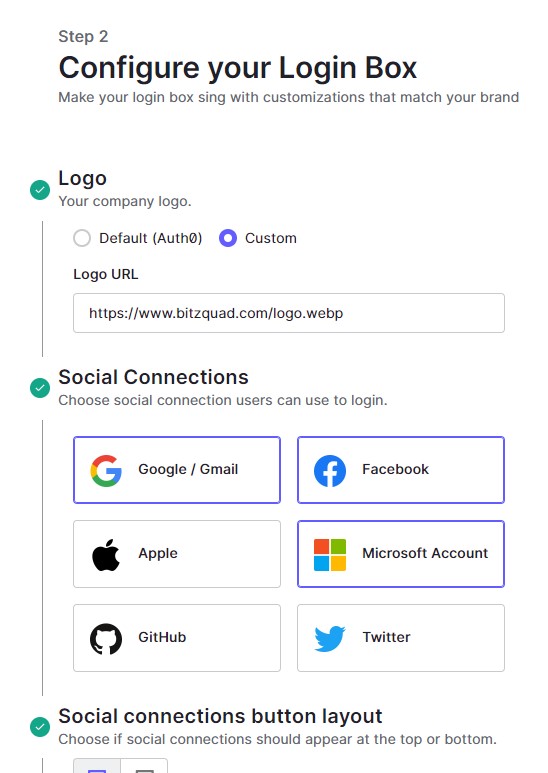 Step 2
Configure your Login Box
Make your login box sing with customizations that match your brand
Logo
Your company logo.
Default (Auth0) Custom
Logo URL
https://www.bitzquad.com/logo.webp
Social Connections
Choose social connection users can use to login.
Google / Gmail Facebook
Apple Microsoft Account
GitHub Twitter
Social connections button layout
Choose if social connections should appear at the top or bottom.